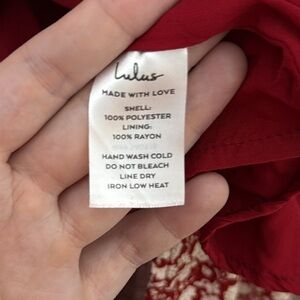 Lulus
MADE WITH LOVE
SHELL:
100% POLYESTER
LINING:
100% RAYON
HAND WASH COLD
DO NOT BLEACH
LINE DRY
IRON LOW HEAT